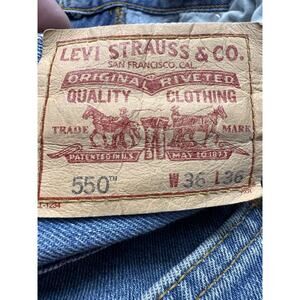 LEVI STRAUSS & CO.
SAN FRANCISCO, CAL.
ORIGINAL RIVETED
QUALITY CLOTHING
TRADE MARK
PATENTED IN U.S. MAY 20 1873
550™ W 36 L 36